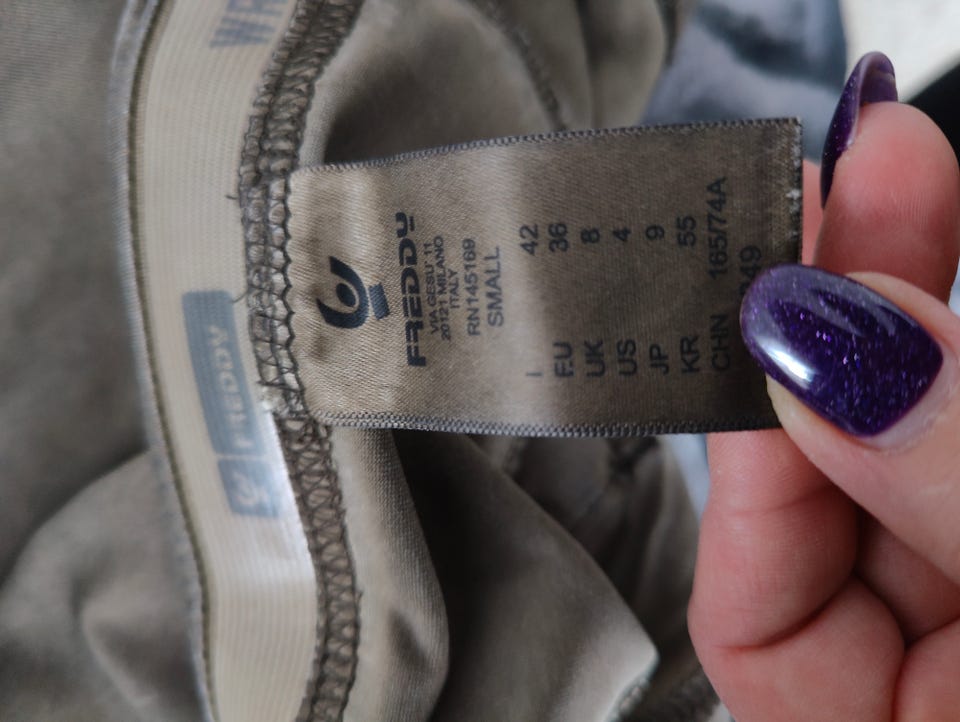 FREDDY
VIA GESU' 11
20121 MILANO
ITALY
RN145169
SMALL
I 42
EU 36
UK 8
US 4
JP 9
KR 55
CHN 165/74A
FREDDY